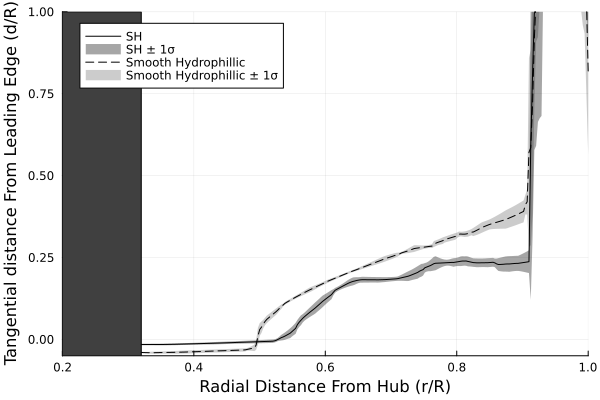 Tangential distance From Leading Edge (d/R)
1.00
0.75
0.50
0.25
0.00
SH
SH ± 1σ
Smooth Hydrophillic
Smooth Hydrophillic ± 1σ
0.2 0.4 0.6 0.8 1.0
Radial Distance From Hub (r/R)